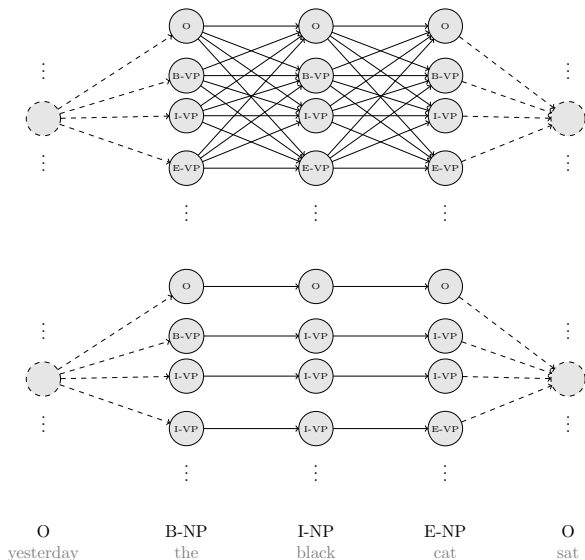 O O O
B-VP B-VP B-VP
I-VP I-VP I-VP
E-VP E-VP E-VP
O O O
B-VP I-VP I-VP
I-VP I-VP I-VP
I-VP I-VP E-VP
O B-NP I-NP E-NP O
yesterday the black cat sat